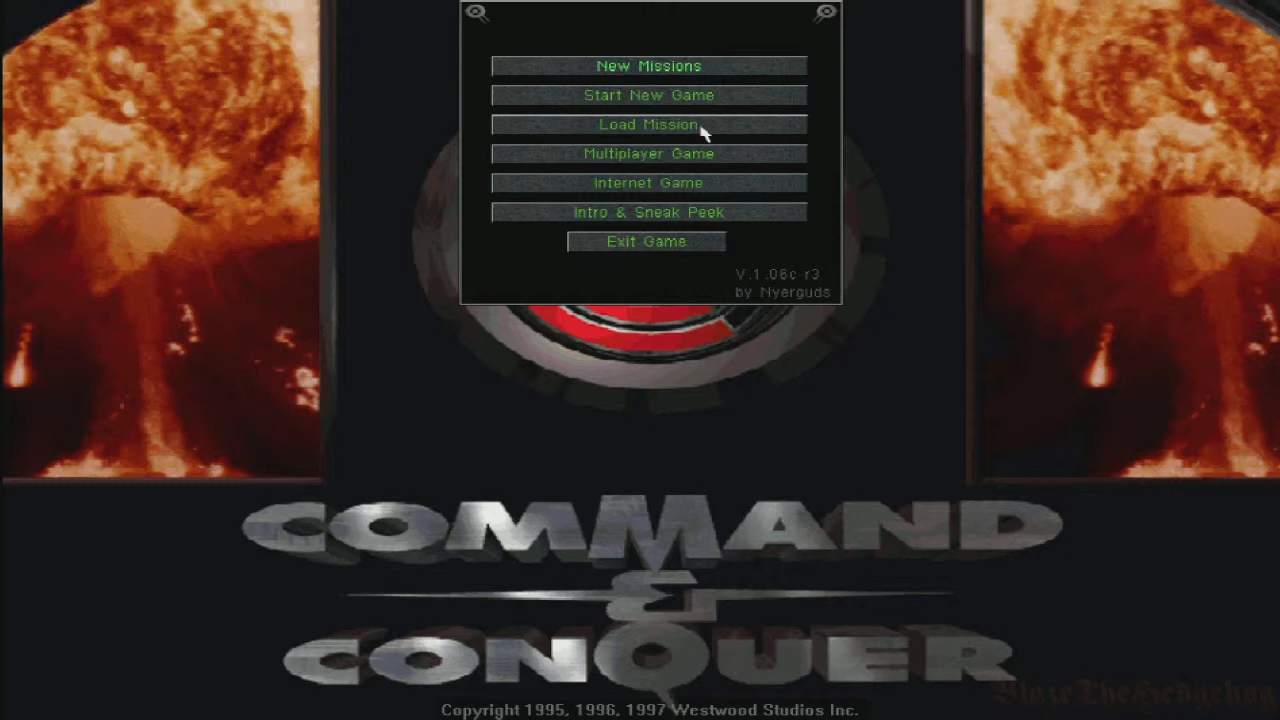 New Missions
Start New Game
Load Mission
Multiplayer Game
Internet Game
Intro & Sneak Peek
Exit Game
V.1.06c r3
by Nyerguds
COMMAND
&
CONQUER
BlazeTheHedgehog
Copyright 1995, 1996, 1997 Westwood Studios Inc.